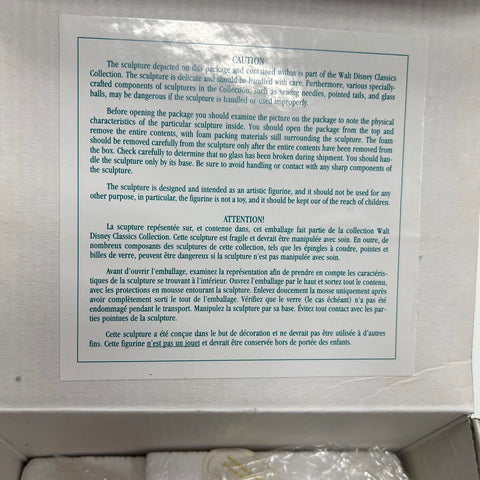 CAUTION
The sculpture depicted on this package and contained within is part of the Walt Disney Classics
Collection. The sculpture is delicate and should be handled with care. Furthermore, various specially-
crafted components of sculptures in the Collection, such as sewing needles, pointed tails, and glass
balls, may be dangerous if the sculpture is handled or used improperly.
Before opening the package you should examine the picture on the package to note the physical
characteristics of the particular sculpture inside. You should open the package from the top and
remove the entire contents, with foam packing materials still surrounding the sculpture. The foam
should be removed carefully from the sculpture only after the entire contents have been removed from
the box. Check carefully to determine that no glass has been broken during shipment. You should han-
dle the sculpture only by its base. Be sure to avoid handling or contact with any sharp components of
the sculpture.
The sculpture is designed and intended as an artistic figurine, and it should not be used for any
other purpose, in particular, the figurine is not a toy, and it should be kept our of the reach of children.
ATTENTION!
La scupture représentée sur, et contenue dans, cet emballage fait partie de la collection Walt
Disney Classics Collection. Cette sculpture est fragile et devrait être manipulée avec soin. En outre, de
nombreux composants des sculptures de cette collection, tels que les épingles à coudre, pointes et
billes de verre, peuvent être dangereux si la sculpture n'est pas manipulée avec soin.
Avant d'ouvrir l'emballage, examinez la représentation afin de prendre en compte les caractéris-
tiques de la sculpture se trouvant à l'intérieur. Ouvrez l'emballage par le haut et sortez tout le contenu,
avec les protections en mousse entourant la sculpture. Enlevez doucement la mousse uniquement après
avoir complètement sorti le tout de l'emballage. Vérifiez que le verre (le cas échéant) n'a pas été
endommagé pendant le transport. Manipulez la sculpture par sa base. Évitez tout contact avec les par-
ties pointues de la sculpture.
Cette sculpture a été conçue dans le but de décoration et ne devrait pas être utilisée à d'autres
fins. Cette figurine n'est pas un jouet et devrait être conservée hors de portée des enfants.